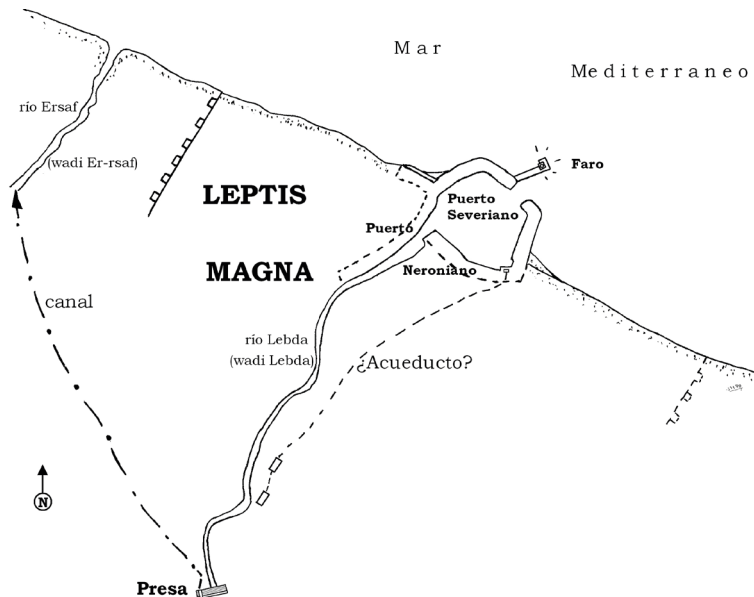 Mar
Mediterraneo
río Ersaf
(wadi Er-rsaf)
Faro
LEPTIS
Puerto
Severiano
Puerto
MAGNA
Neroniano
canal
río Lebda
(wadi Lebda)
¿Acueducto?
N
Presa